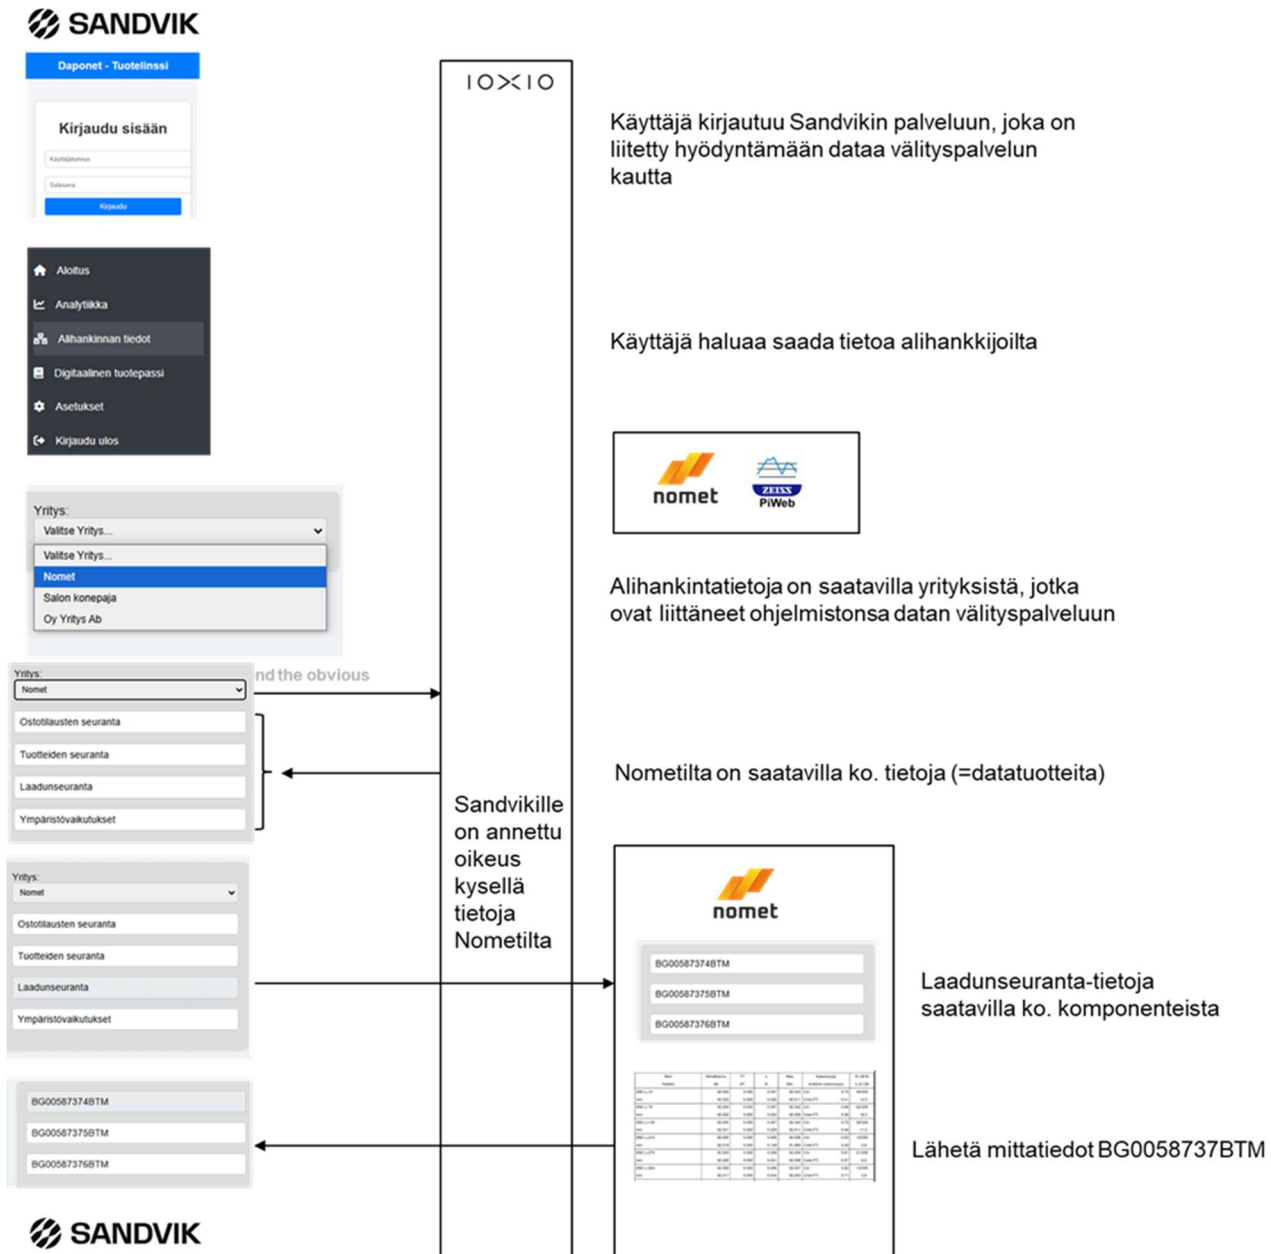 SANDVIK
Daponet - Tuotelinssi
Kirjaudu sisään
Käyttäjätunnus
Salasana
Kirjaudu
IOXIO
Käyttäjä kirjautuu Sandvikin palveluun, joka on
liitetty hyödyntämään dataa välityspalvelun
kautta
Aloitus
Analytiikka
Alihankinnan tiedot
Digitaalinen tuotepassi
Asetukset
Kirjaudu ulos
Käyttäjä haluaa saada tietoa alihankkijoilta
nomet
ZEISS
PiWeb
Yritys:
Valitse Yritys...
Valitse Yritys...
Nomet
Salon konepaja
Oy Yritys Ab
Alihankintatietoja on saatavilla yrityksistä, jotka
ovat liittäneet ohjelmistonsa datan välityspalveluun
Yritys:
Nomet
nd the obvious
Ostotilausten seuranta
Tuotteiden seuranta
Laadunseuranta
Ympäristövaikutukset
Nometilta on saatavilla ko. tietoja (=datatuotteita)
Sandvikille
on annettu
oikeus
kysellä
tietoja
Nometilta
Yritys:
Nomet
Ostotilausten seuranta
Tuotteiden seuranta
Laadunseuranta
Ympäristövaikutukset
nomet
BG00587374BTM
BG00587375BTM
BG00587376BTM
Laadunseuranta-tietoja
saatavilla ko. komponenteista
BG00587374BTM
BG00587375BTM
BG00587376BTM
Lähetä mittatiedot BG0058737BTM
SANDVIK